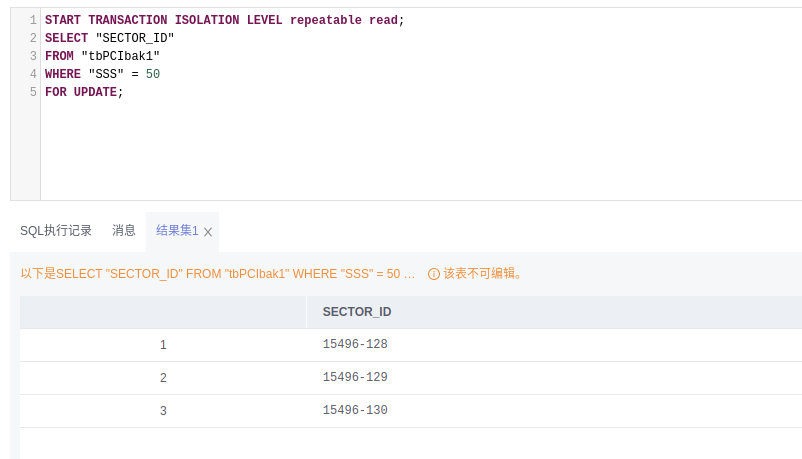 1 START TRANSACTION ISOLATION LEVEL repeatable read;
2 SELECT "SECTOR_ID"
3 FROM "tbPCIbak1"
4 WHERE "SSS" = 50
5 FOR UPDATE;
SQL执行记录 消息 结果集1
以下是SELECT "SECTOR_ID" FROM "tbPCIbak1" WHERE "SSS" = 50 ... 该表不可编辑。
SECTOR_ID
1 15496-128
2 15496-129
3 15496-130